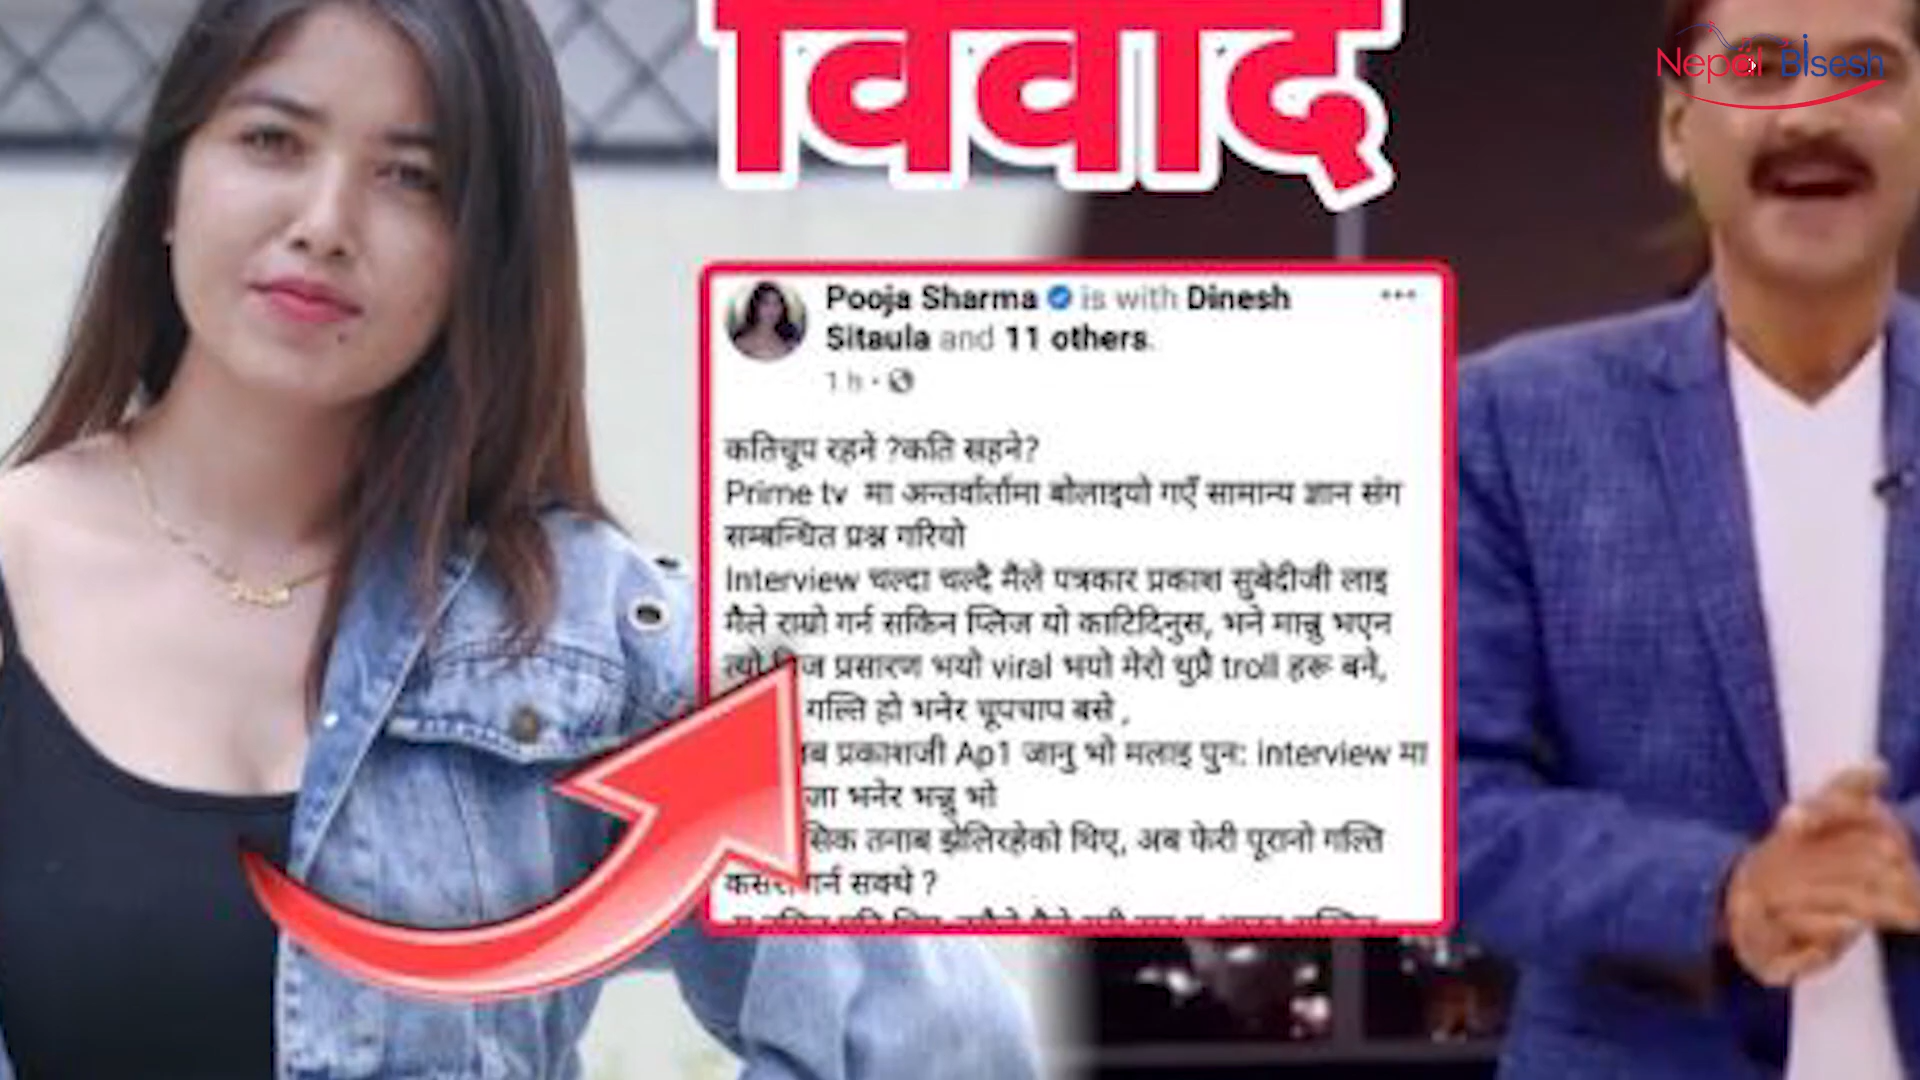 विवाद
Nepal Bisesh
Pooja Sharma is with Dinesh
Sitaula and 11 others.
1 h
कतिचूप रहने ?कति सहने?
Prime tv मा अन्तर्वार्तामा बोलाइयो गएँ सामान्य ज्ञान संग
सम्बन्धित प्रश्न गरियो
Interview चल्दा चल्दै मैले पत्रकार प्रकाश सुबेदीजी लाइ
मैले राम्रो गर्न सकिन प्लिज यो काटिदिनुस, भने मान्नु भएन
त्यो प्रसारण भयो viral भयो मेरो थुप्रै troll हरू बने,
गल्ति हो भनेर चूपचाप बसे ,
प्रकाशजी Ap1 जानु भो मलाइ पुन: interview मा
भनेर भन्नु भो
तनाब झेलिरहेको थिए, अब फेरी पूरानो गल्ति
गर्न सक्थे ?